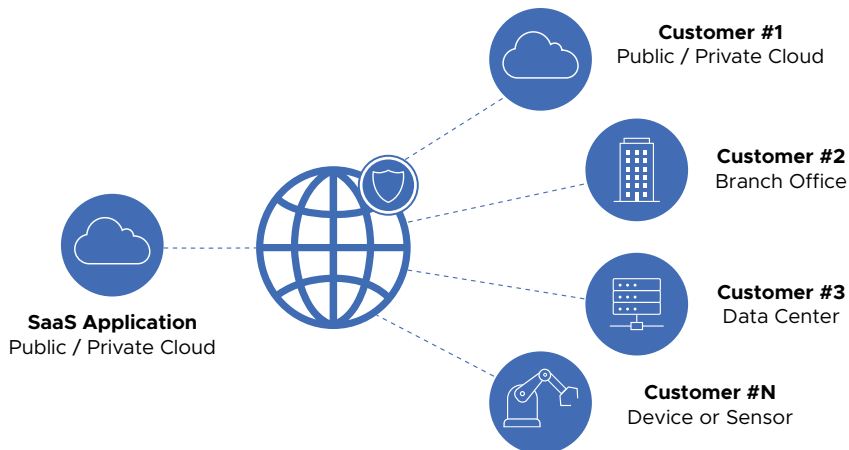 Customer #1
Public / Private Cloud
Customer #2
Branch Office
SaaS Application
Public / Private Cloud
Customer #3
Data Center
Customer #N
Device or Sensor